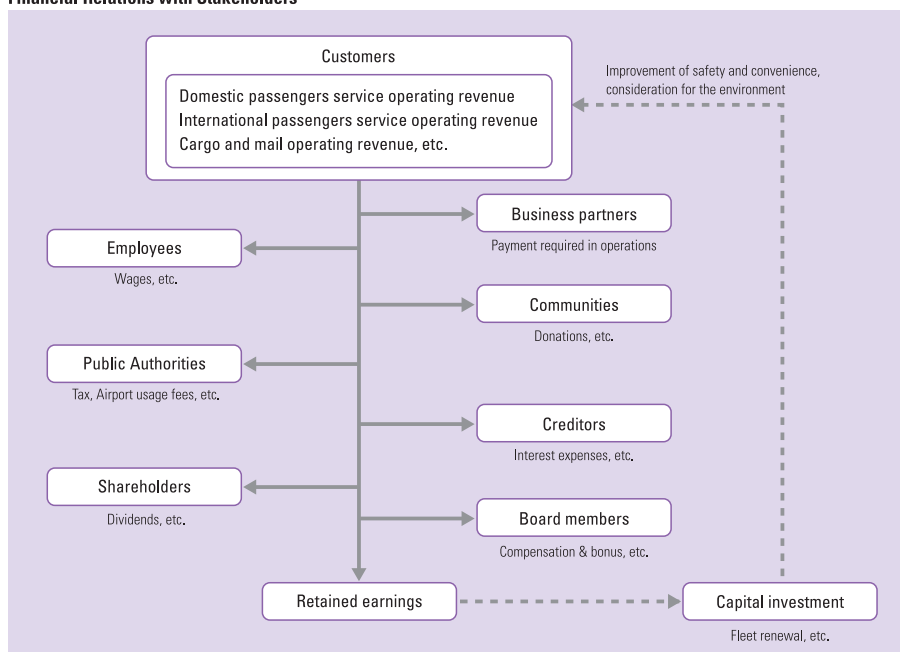 Financial Relations With Stakeholders
Customers
Domestic passengers service operating revenue
International passengers service operating revenue
Cargo and mail operating revenue, etc.
Improvement of safety and convenience,
consideration for the environment
Business partners
Payment required in operations
Employees
Wages, etc.
Communities
Donations, etc.
Public Authorities
Tax, Airport usage fees, etc.
Creditors
Interest expenses, etc.
Shareholders
Dividends, etc.
Board members
Compensation & bonus, etc.
Retained earnings
Capital investment
Fleet renewal, etc.